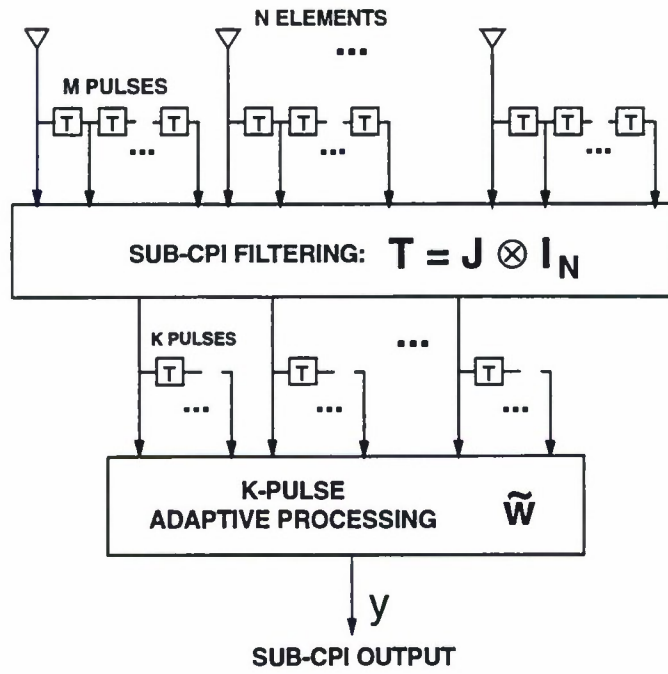 N ELEMENTS
...
M PULSES
T T T T T T T T T
... ... ...
SUB-CPI FILTERING: T = J ⊗ I_N
...
K PULSES
T T T
... ... ...
K-PULSE
ADAPTIVE PROCESSING w̃
y
SUB-CPI OUTPUT